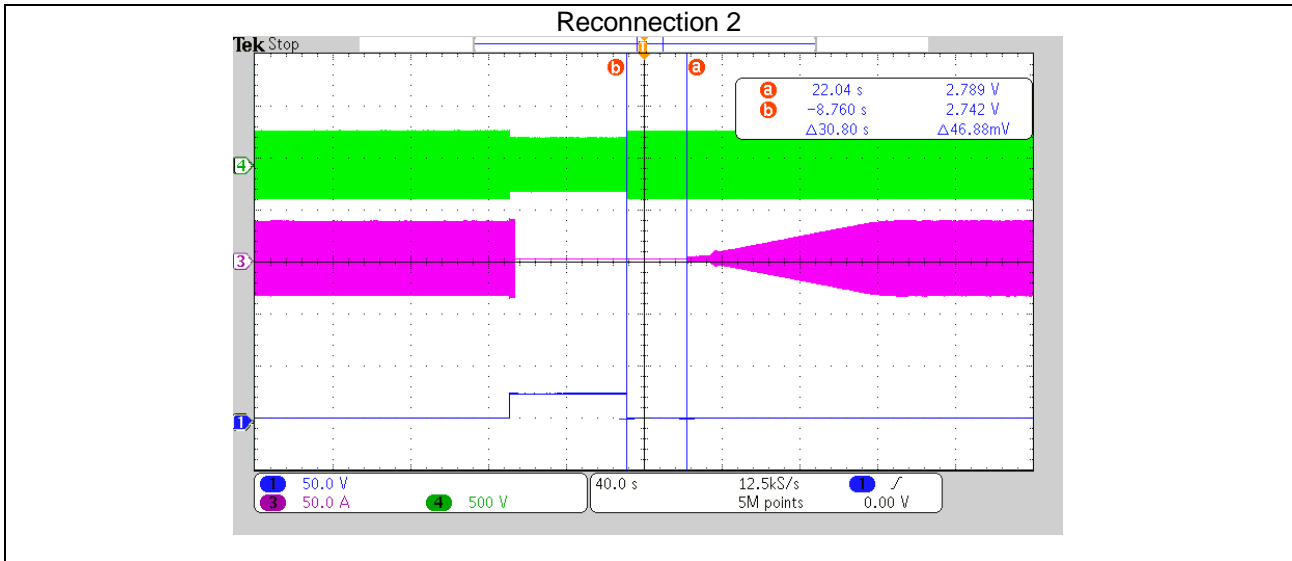 Reconnection 2
Tek Stop
T
b a
a 22.04 s 2.789 V
b -8.760 s 2.742 V
Δ30.80 s Δ46.88mV
4
3
1
1 50.0 V 40.0 s 12.5kS/s 1 /
3 50.0 A 4 500 V 5M points 0.00 V